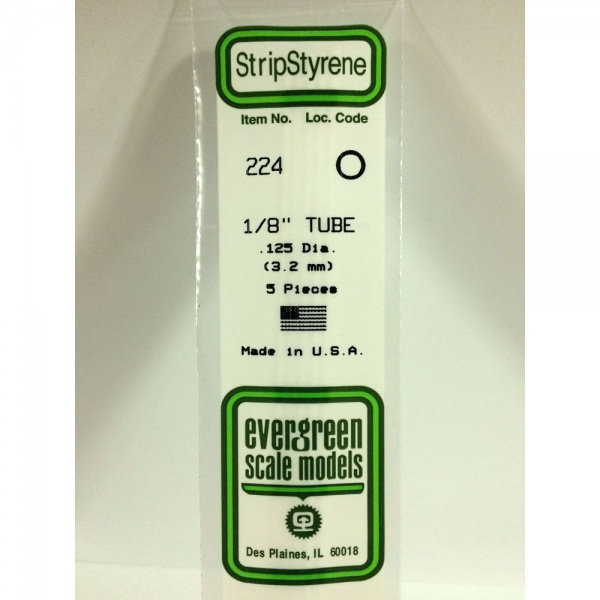 StripStyrene
Item No. Loc. Code
224
1/8" TUBE
.125 Dia.
(3.2 mm)
5 Pieces
Made in U.S.A.
evergreen
scale models
Des Plaines, IL 60018